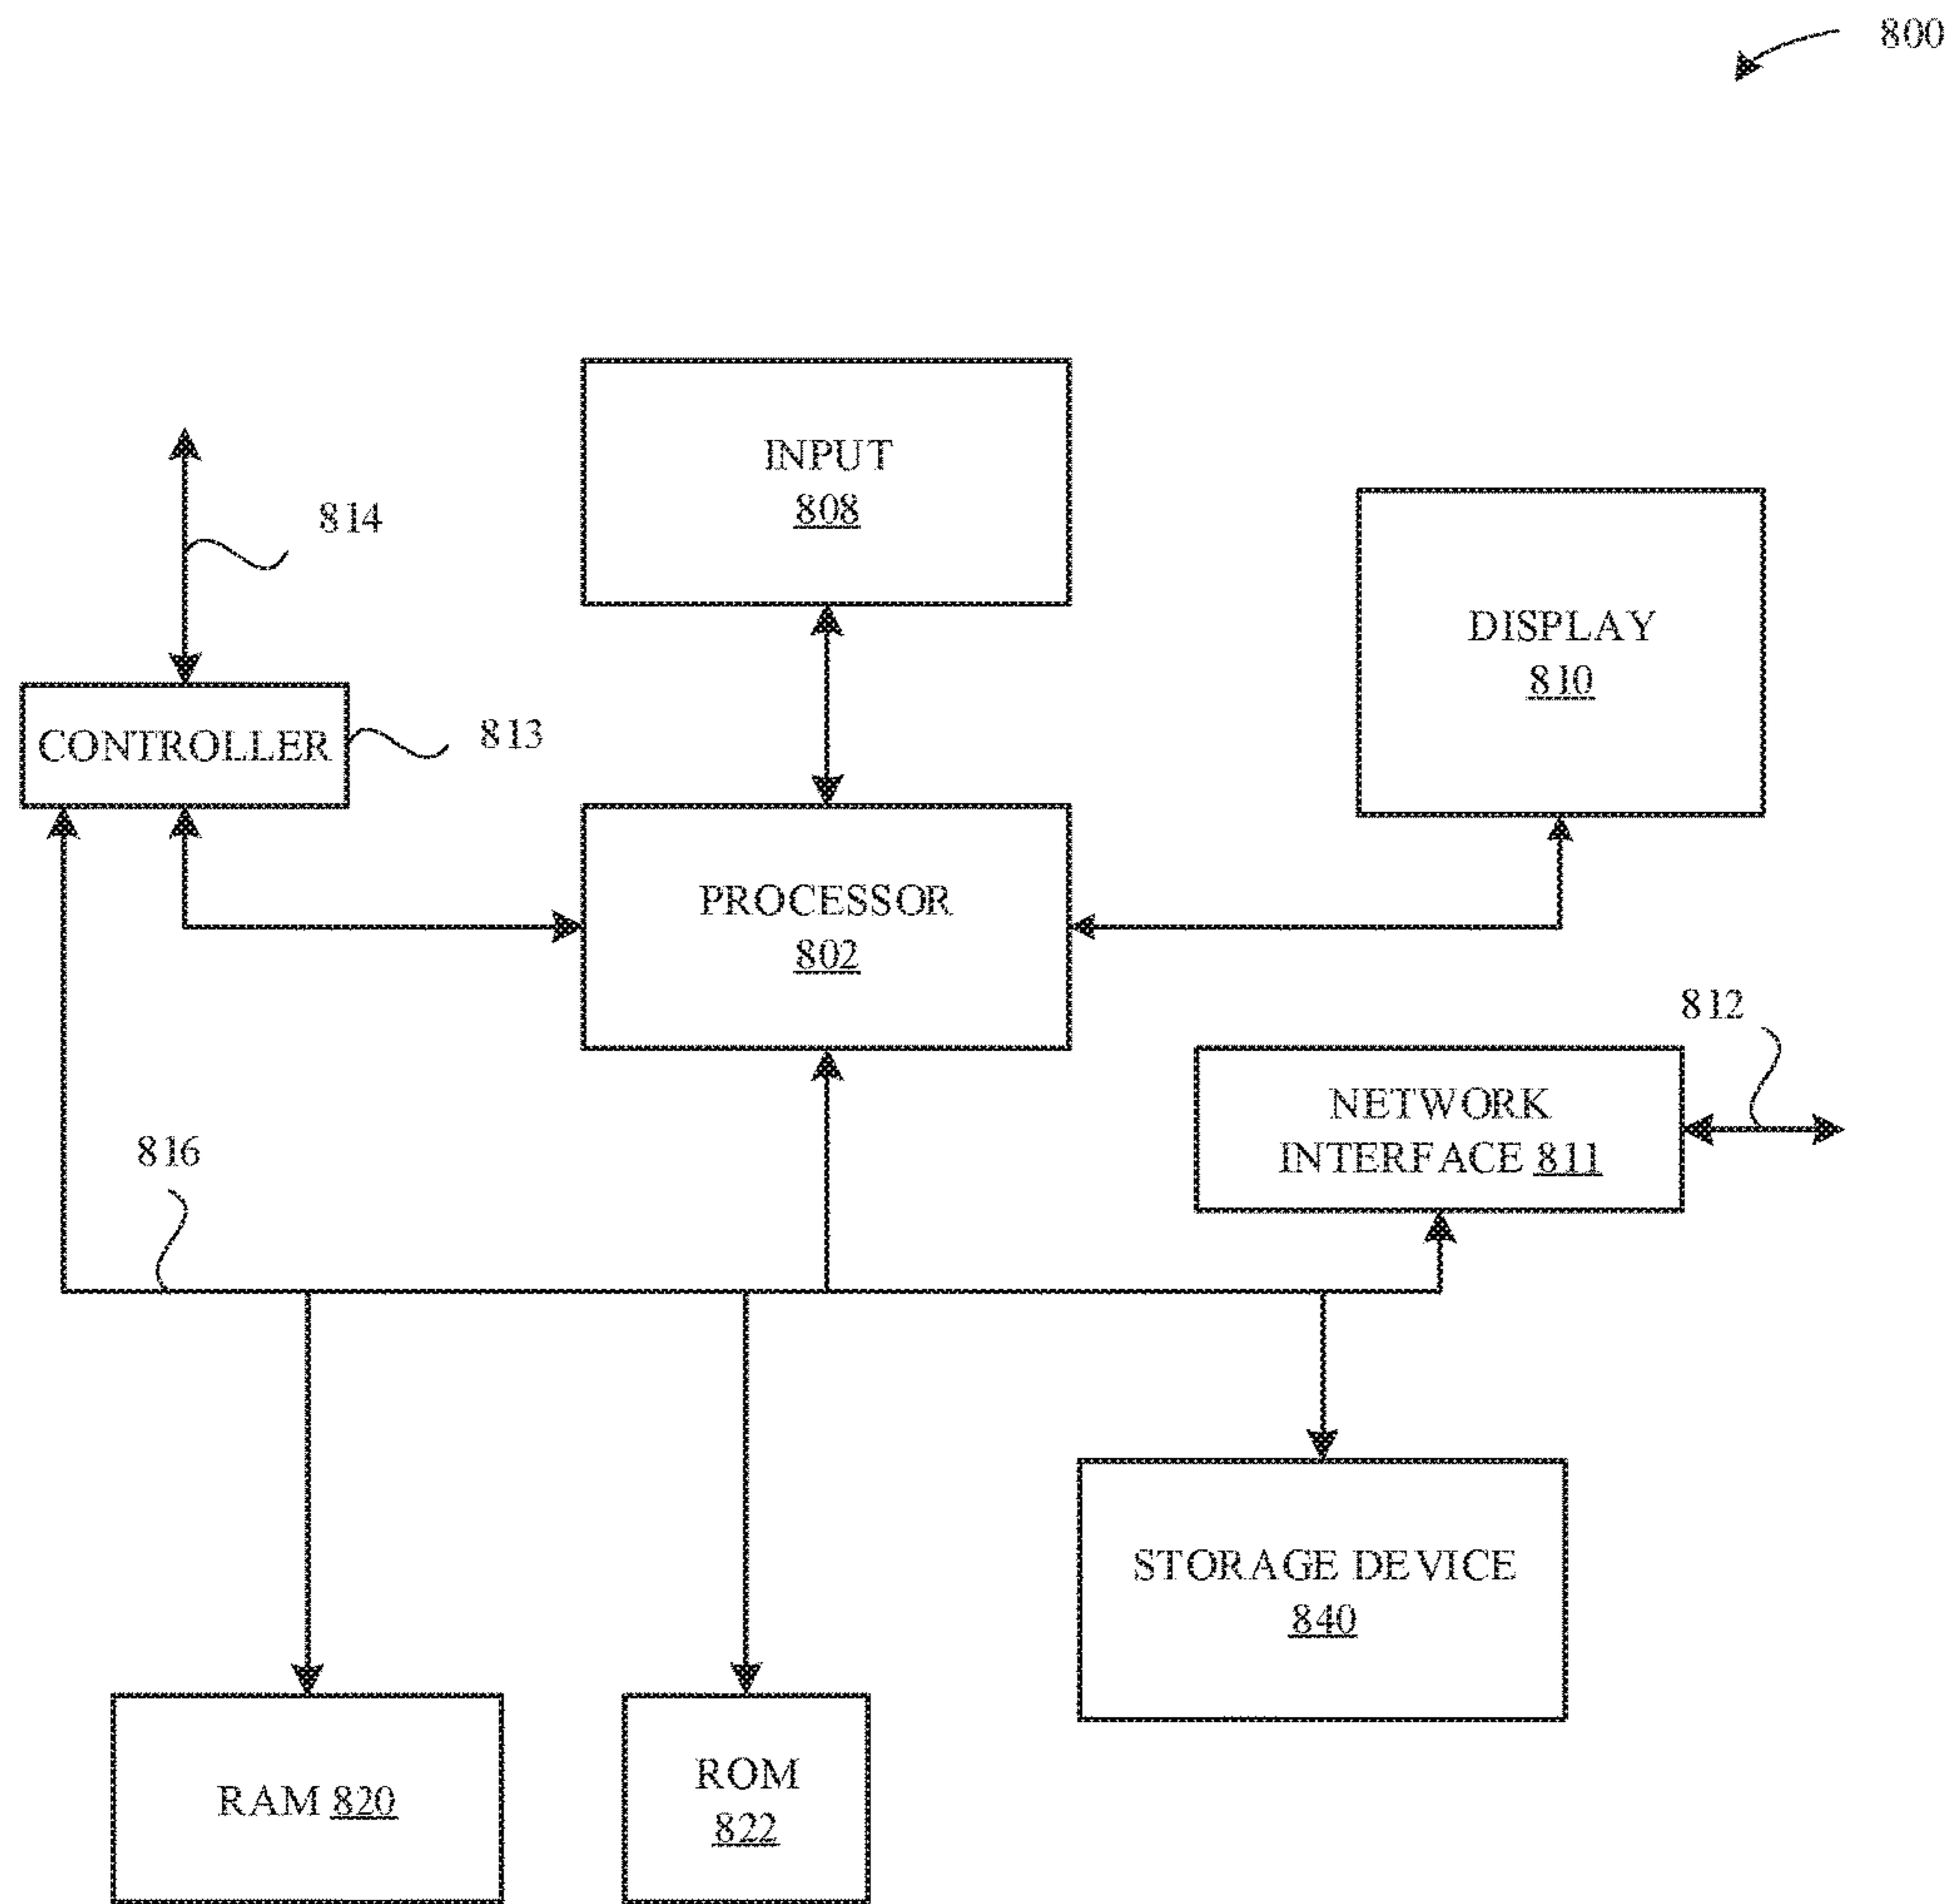 800
INPUT
808
814
DISPLAY
810
CONTROLLER
813
PROCESSOR
802
812
NETWORK
INTERFACE 811
816
STORAGE DEVICE
840
RAM 820
ROM
822